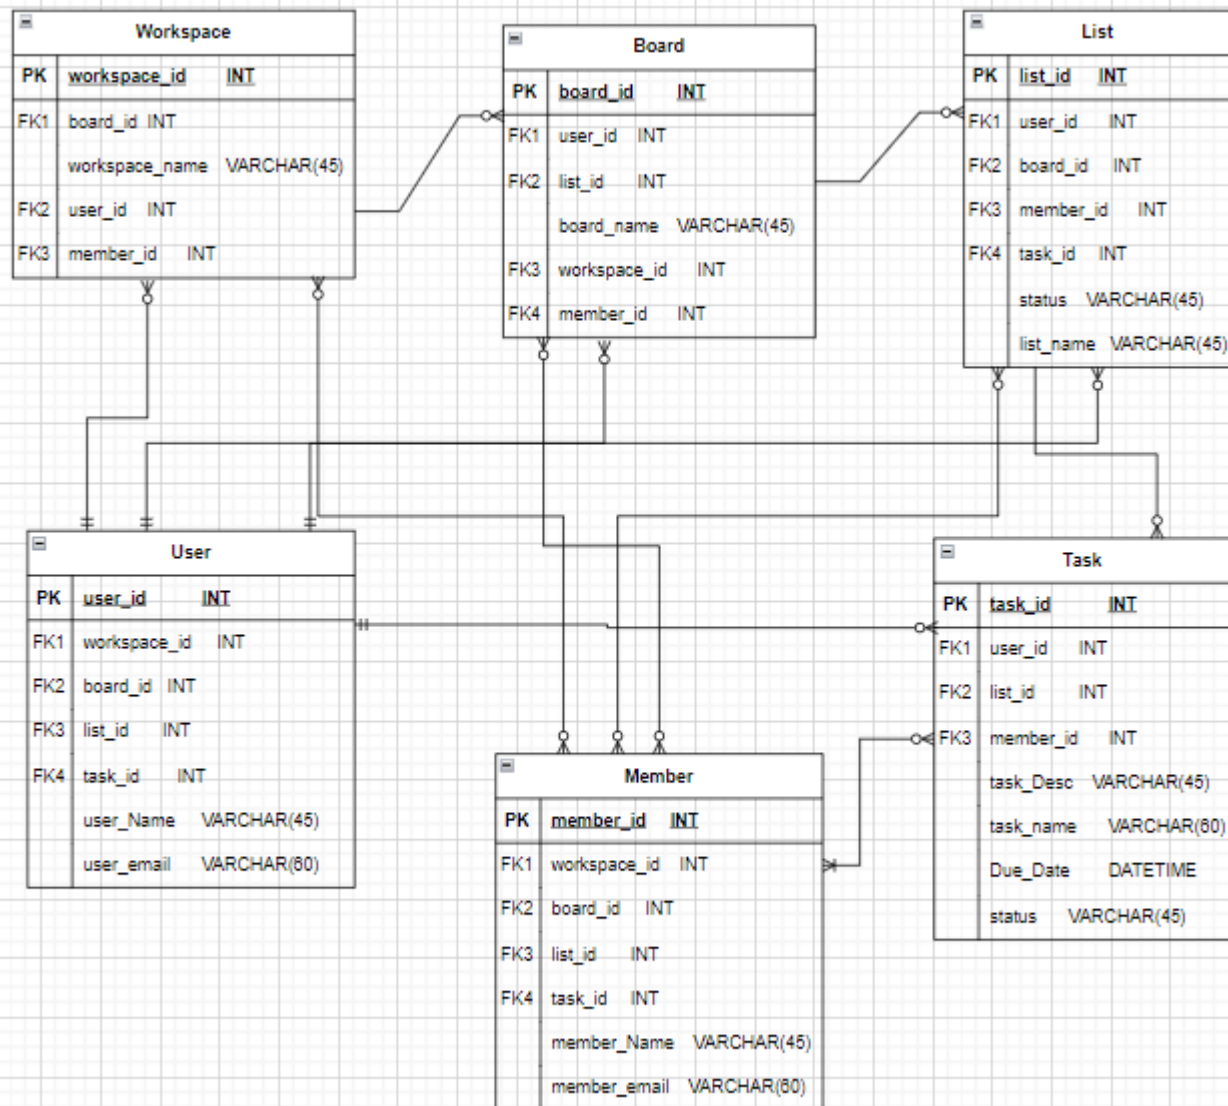 Workspace
PK workspace_id INT
FK1 board_id INT
workspace_name VARCHAR(45)
FK2 user_id INT
FK3 member_id INT
Board
PK board_id INT
FK1 user_id INT
FK2 list_id INT
board_name VARCHAR(45)
FK3 workspace_id INT
FK4 member_id INT
List
PK list_id INT
FK1 user_id INT
FK2 board_id INT
FK3 member_id INT
FK4 task_id INT
status VARCHAR(45)
list_name VARCHAR(45)
User
PK user_id INT
FK1 workspace_id INT
FK2 board_id INT
FK3 list_id INT
FK4 task_id INT
user_Name VARCHAR(45)
user_email VARCHAR(60)
Task
PK task_id INT
FK1 user_id INT
FK2 list_id INT
FK3 member_id INT
task_Desc VARCHAR(45)
task_name VARCHAR(60)
Due_Date DATETIME
status VARCHAR(45)
Member
PK member_id INT
FK1 workspace_id INT
FK2 board_id INT
FK3 list_id INT
FK4 task_id INT
member_Name VARCHAR(45)
member_email VARCHAR(60)